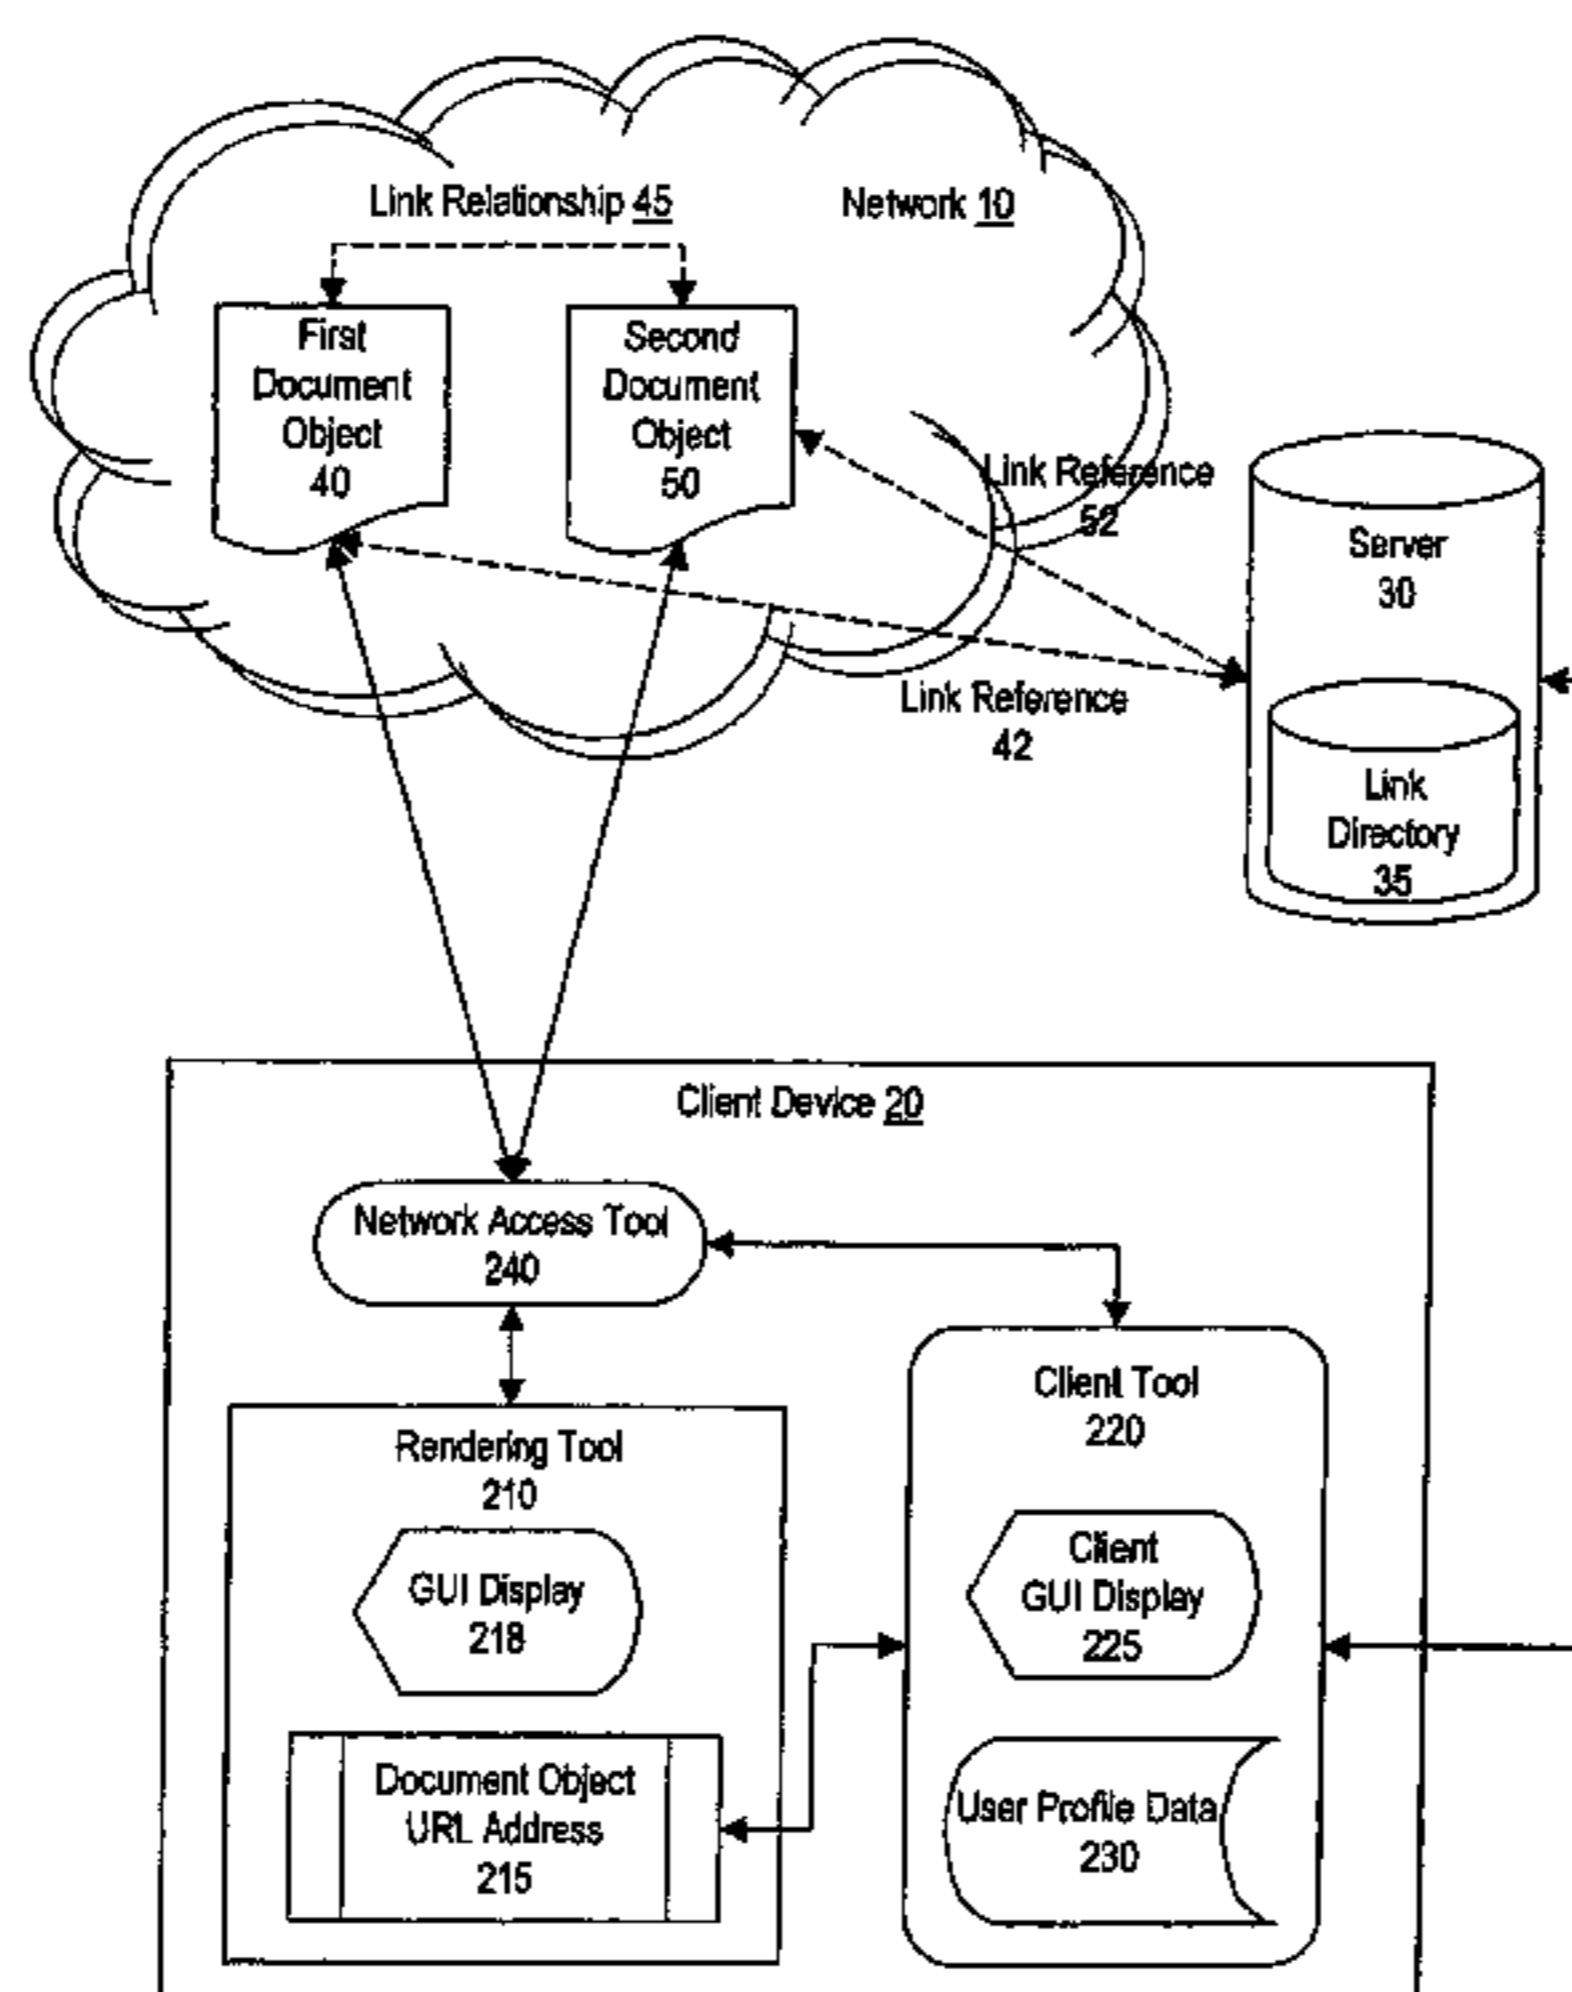 Link Relationship 45
Network 10
First
Document
Object
40
Second
Document
Object
50
Link Reference
52
Server
30
Link Reference
42
Link
Directory
35
Client Device 20
Network Access Tool
240
Client Tool
220
Rendering Tool
210
GUI Display
218
Client
GUI Display
225
Document Object
URL Address
215
User Profile Data
230